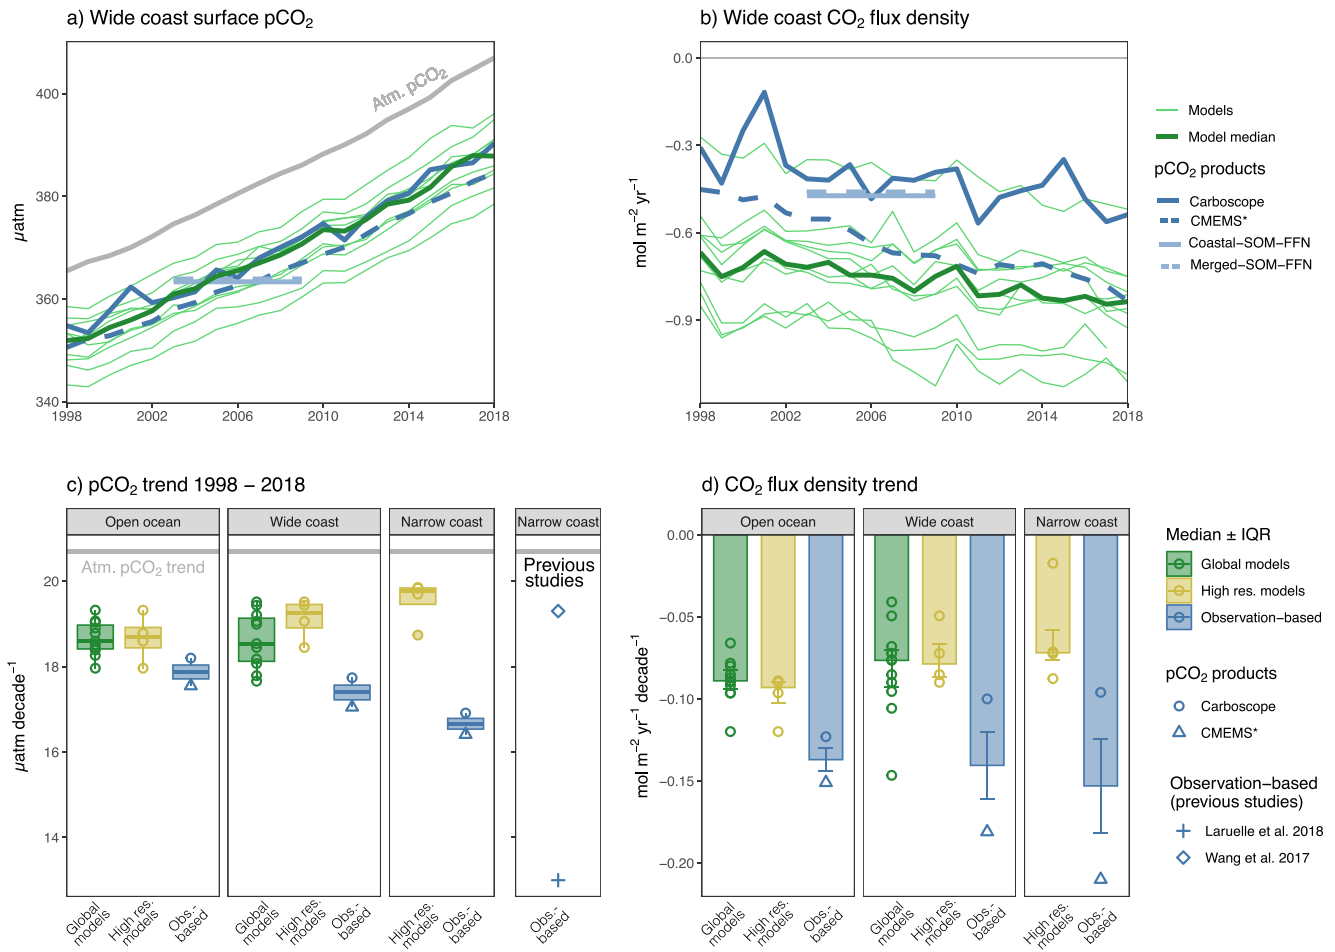 a) Wide coast surface pCO₂
400
380
360
340
µatm
Atm. pCO₂
1998
2002
2006
2010
2014
2018
b) Wide coast CO₂ flux density
0.0
−0.3
−0.6
−0.9
mol m⁻² yr⁻¹
1998
2002
2006
2010
2014
2018
Models
Model median
pCO₂ products
Carboscope
CMEMS*
Coastal−SOM−FFN
Merged−SOM−FFN
c) pCO₂ trend 1998 − 2018
Open ocean
Wide coast
Narrow coast
Narrow coast
Atm. pCO₂ trend
Previous
studies
20
18
16
14
µatm decade⁻¹
Global
models
High res.
models
Obs.-
based
Global
models
High res.
models
Obs.-
based
High res.
models
Obs.-
based
Obs.-
based
d) CO₂ flux density trend
Open ocean
Wide coast
Narrow coast
0.00
−0.05
−0.10
−0.15
−0.20
mol m⁻² yr⁻¹ decade⁻¹
Global
models
High res.
models
Obs.-
based
Global
models
High res.
models
Obs.-
based
High res.
models
Obs.-
based
Median ± IQR
Global models
High res. models
Observation−based
pCO₂ products
Carboscope
CMEMS*
Observation−based
(previous studies)
Laruelle et al. 2018
Wang et al. 2017